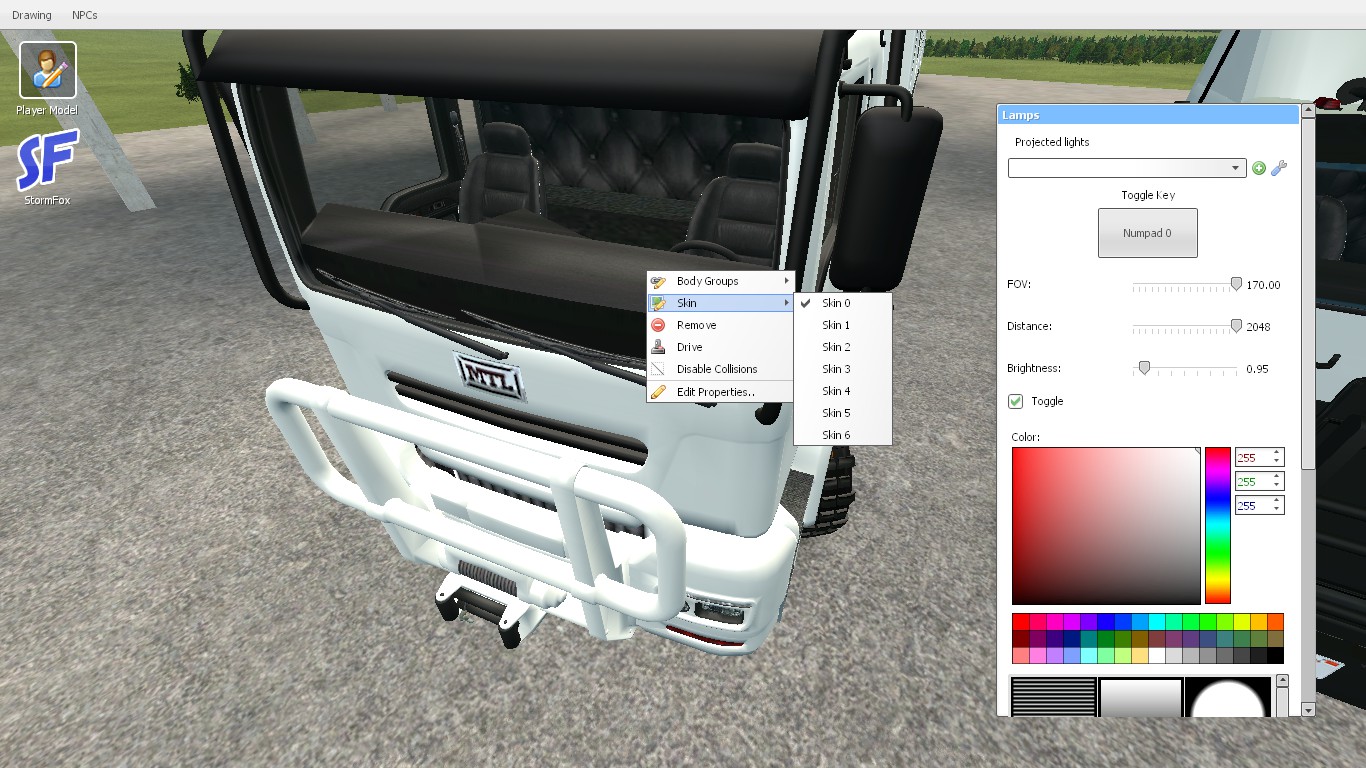 Drawing NPCs
Player Model
SF
StormFox
MTL
Body Groups
Skin
Remove
Drive
Disable Collisions
Edit Properties..
Skin 0
Skin 1
Skin 2
Skin 3
Skin 4
Skin 5
Skin 6
Lamps
Projected lights
Toggle Key
Numpad 0
FOV: 170.00
Distance: 2048
Brightness: 0.95
Toggle
Color:
255
255
255